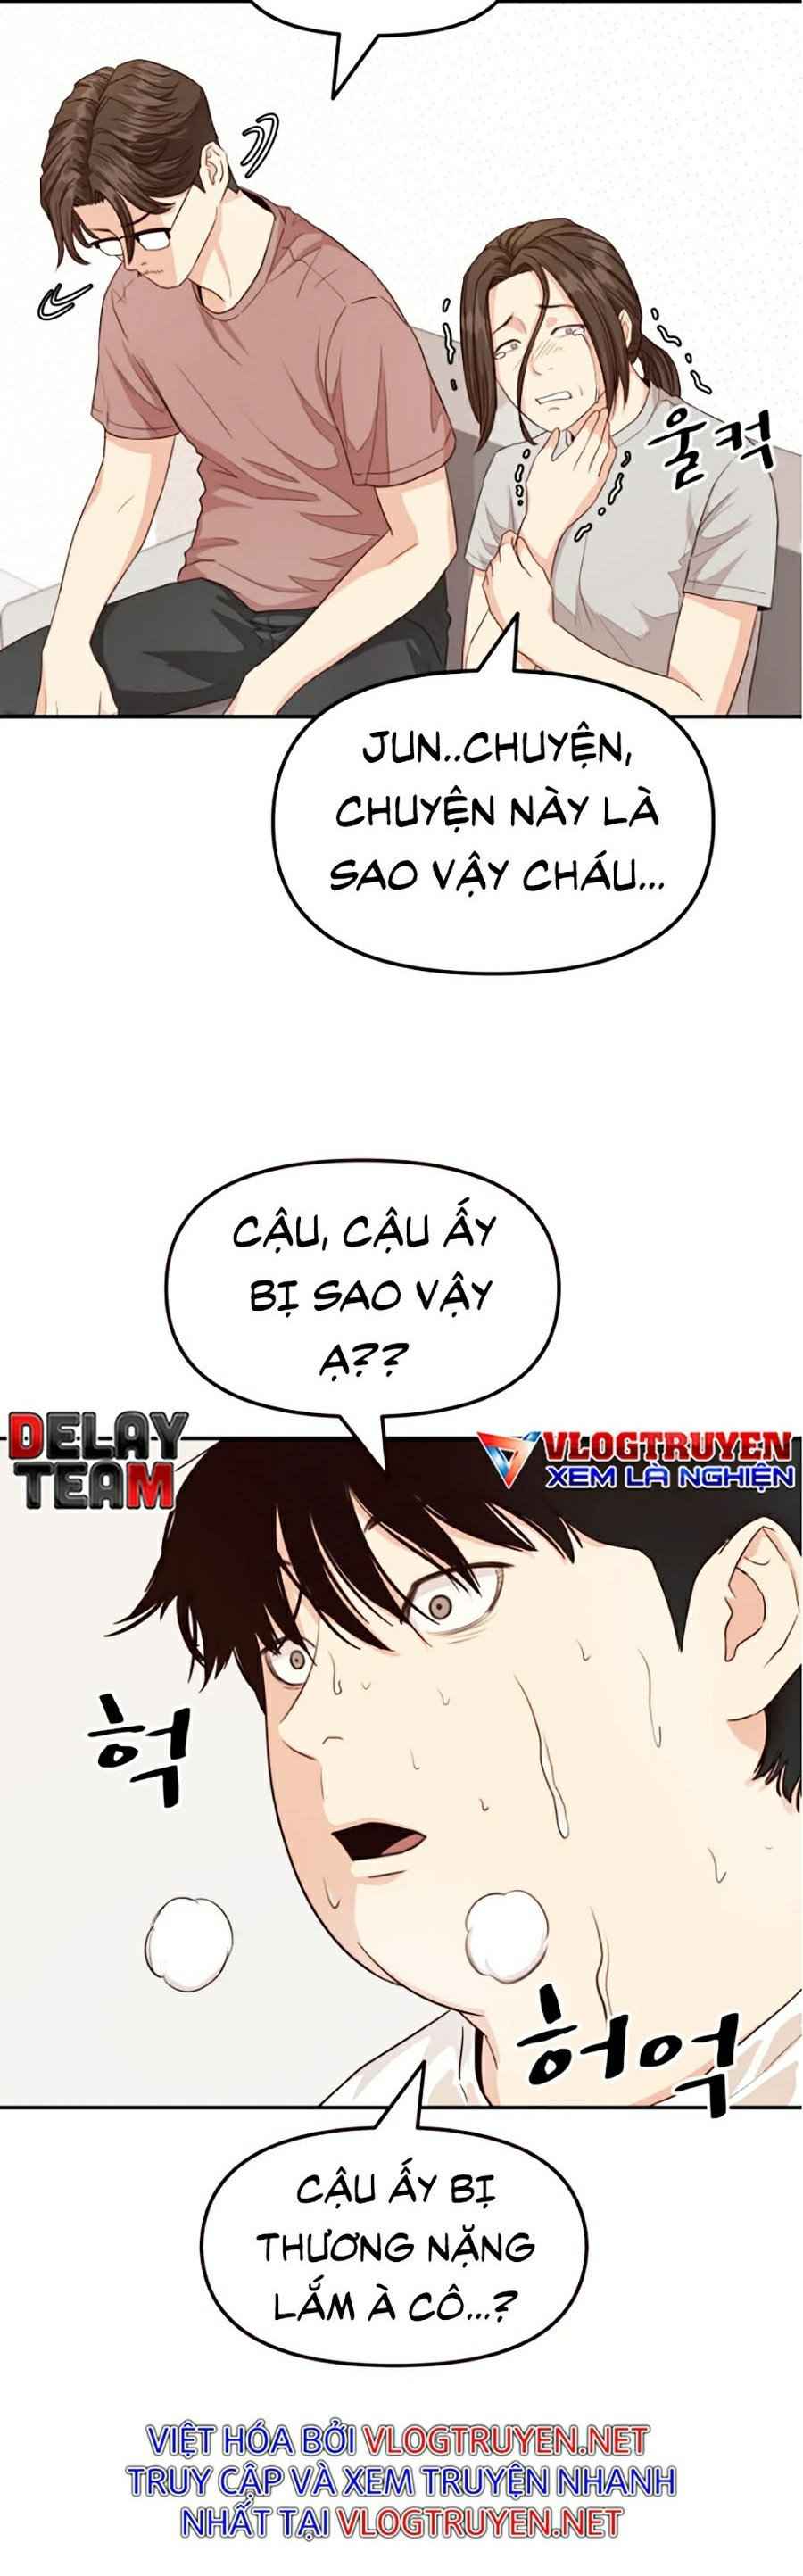 울컥
JUN..CHUYỆN,
CHUYỆN NÀY LÀ
SAO VẬY CHÁU...
CẬU, CẬU ẤY
BỊ SAO VẬY
Ạ??
DELAY
TEAM
VLOGTRUYEN
XEM LÀ NGHIỆN
헉
허억
CẬU ẤY BỊ
THƯƠNG NẶNG
LẮM À CÔ...?
VIỆT HÓA BỞI VLOGTRUYEN.NET
TRUY CẬP VÀ XEM TRUYỆN NHANH
NHẤT TẠI VLOGTRUYEN.NET